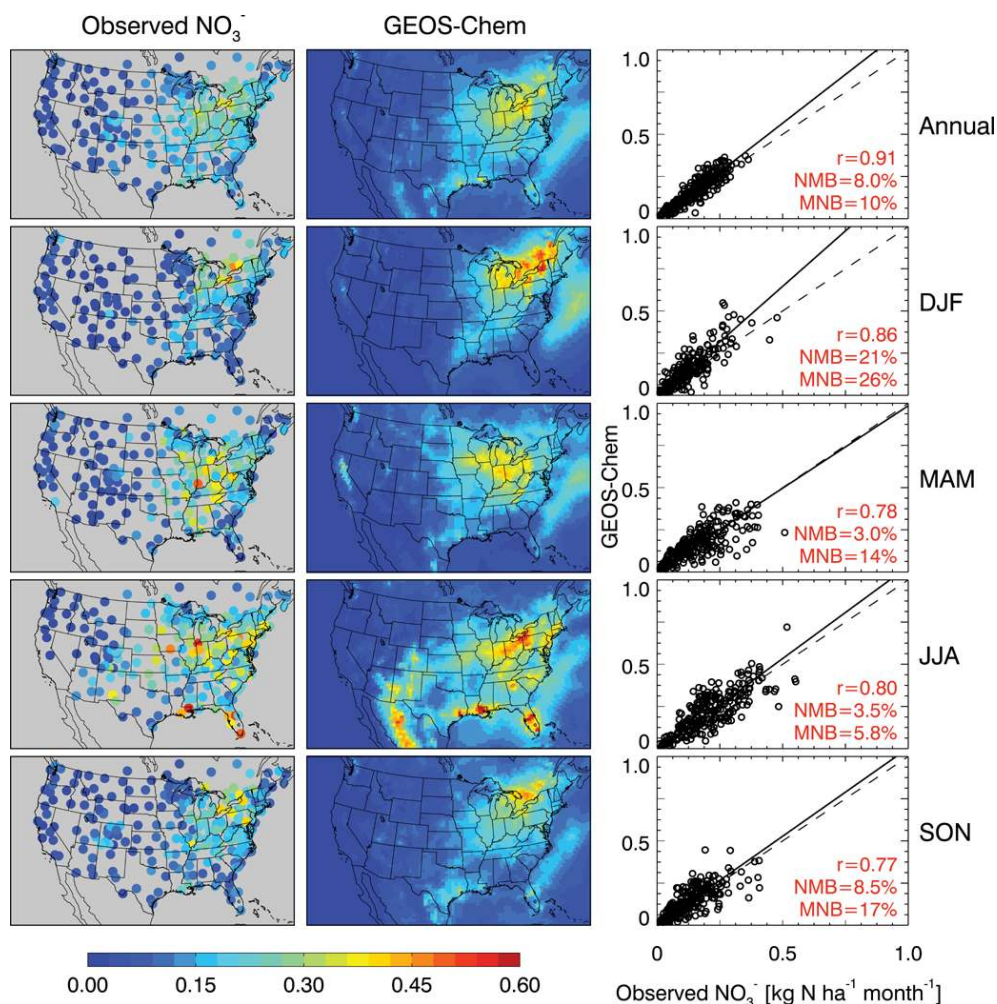 Observed NO₃⁻
GEOS-Chem
1.0
0.5
0
r=0.91
NMB=8.0%
MNB=10%
Annual
1.0
0.5
0
r=0.86
NMB=21%
MNB=26%
DJF
1.0
0.5
0
r=0.78
NMB=3.0%
MNB=14%
MAM
GEOS-Chem
1.0
0.5
0
r=0.80
NMB=3.5%
MNB=5.8%
JJA
1.0
0.5
0
r=0.77
NMB=8.5%
MNB=17%
SON
0 0.5 1.0
0.00 0.15 0.30 0.45 0.60
Observed NO₃⁻ [kg N ha⁻¹ month⁻¹]